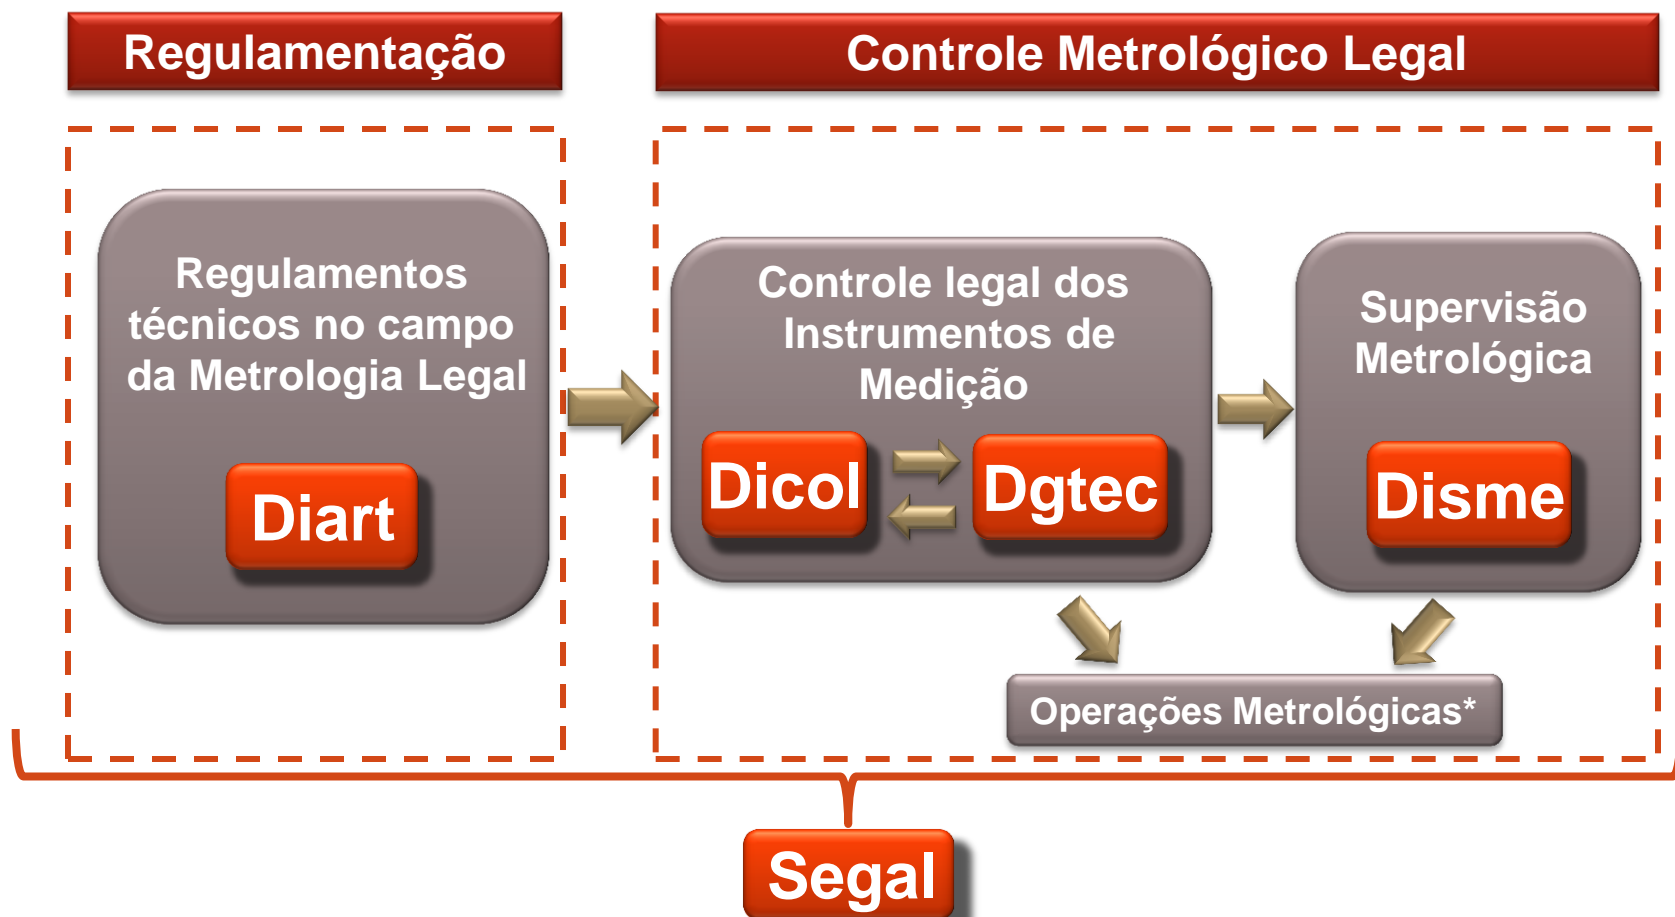 Regulamentação
Controle Metrológico Legal
Regulamentos
técnicos no campo
da Metrologia Legal
Diart
Controle legal dos
Instrumentos de
Medição
Dicol
Dgtec
Supervisão
Metrológica
Disme
Operações Metrológicas*
Segal